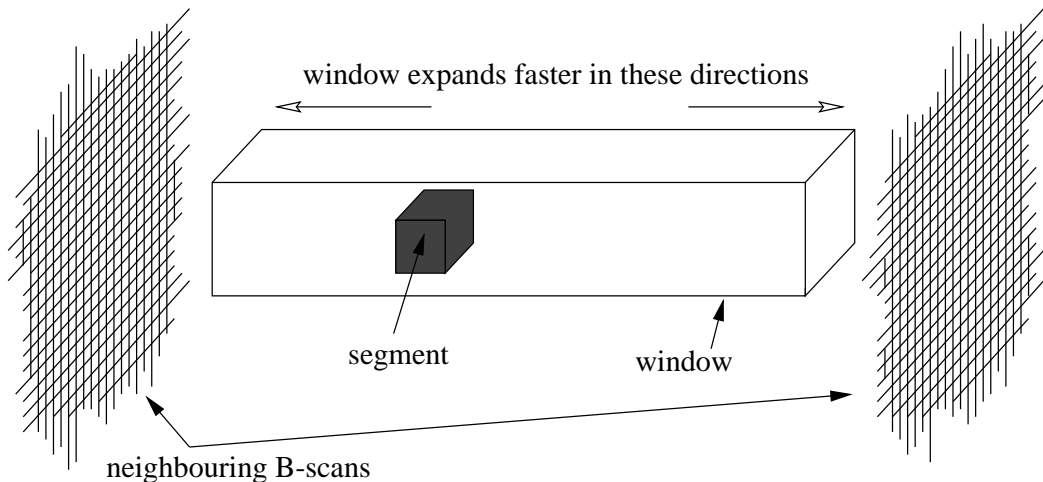 window expands faster in these directions
segment
window
neighbouring B-scans